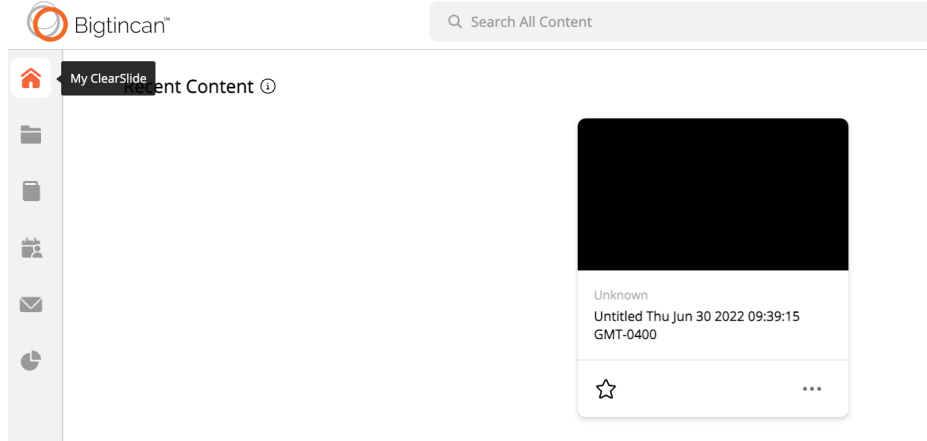 Bigtincan™
Search All Content
My ClearSlide
Recent Content
Unknown
Untitled Thu Jun 30 2022 09:39:15
GMT-0400